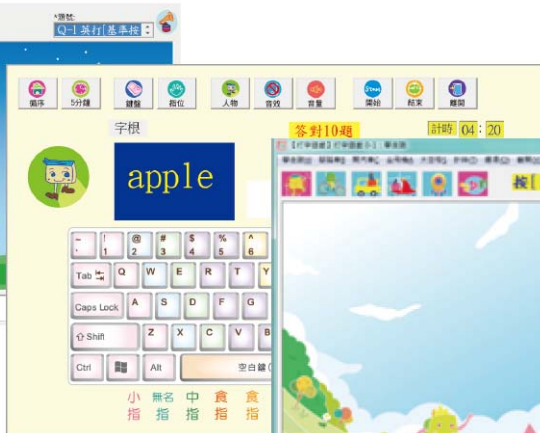 Q-1 英打[基準按
循序 5分鐘 鍵盤 指位 人物 音效 音量 開始 結束 離開
字根
答對10題
計時 04 : 20
apple
按[
~ ! @ # $ % ^
1 2 3 4 5 6
Tab Q W E R T Y
Caps Lock A S D F G
Shift Z X C V B
Ctrl Alt 空白鍵(
小指 無名指 中指 食指 食指